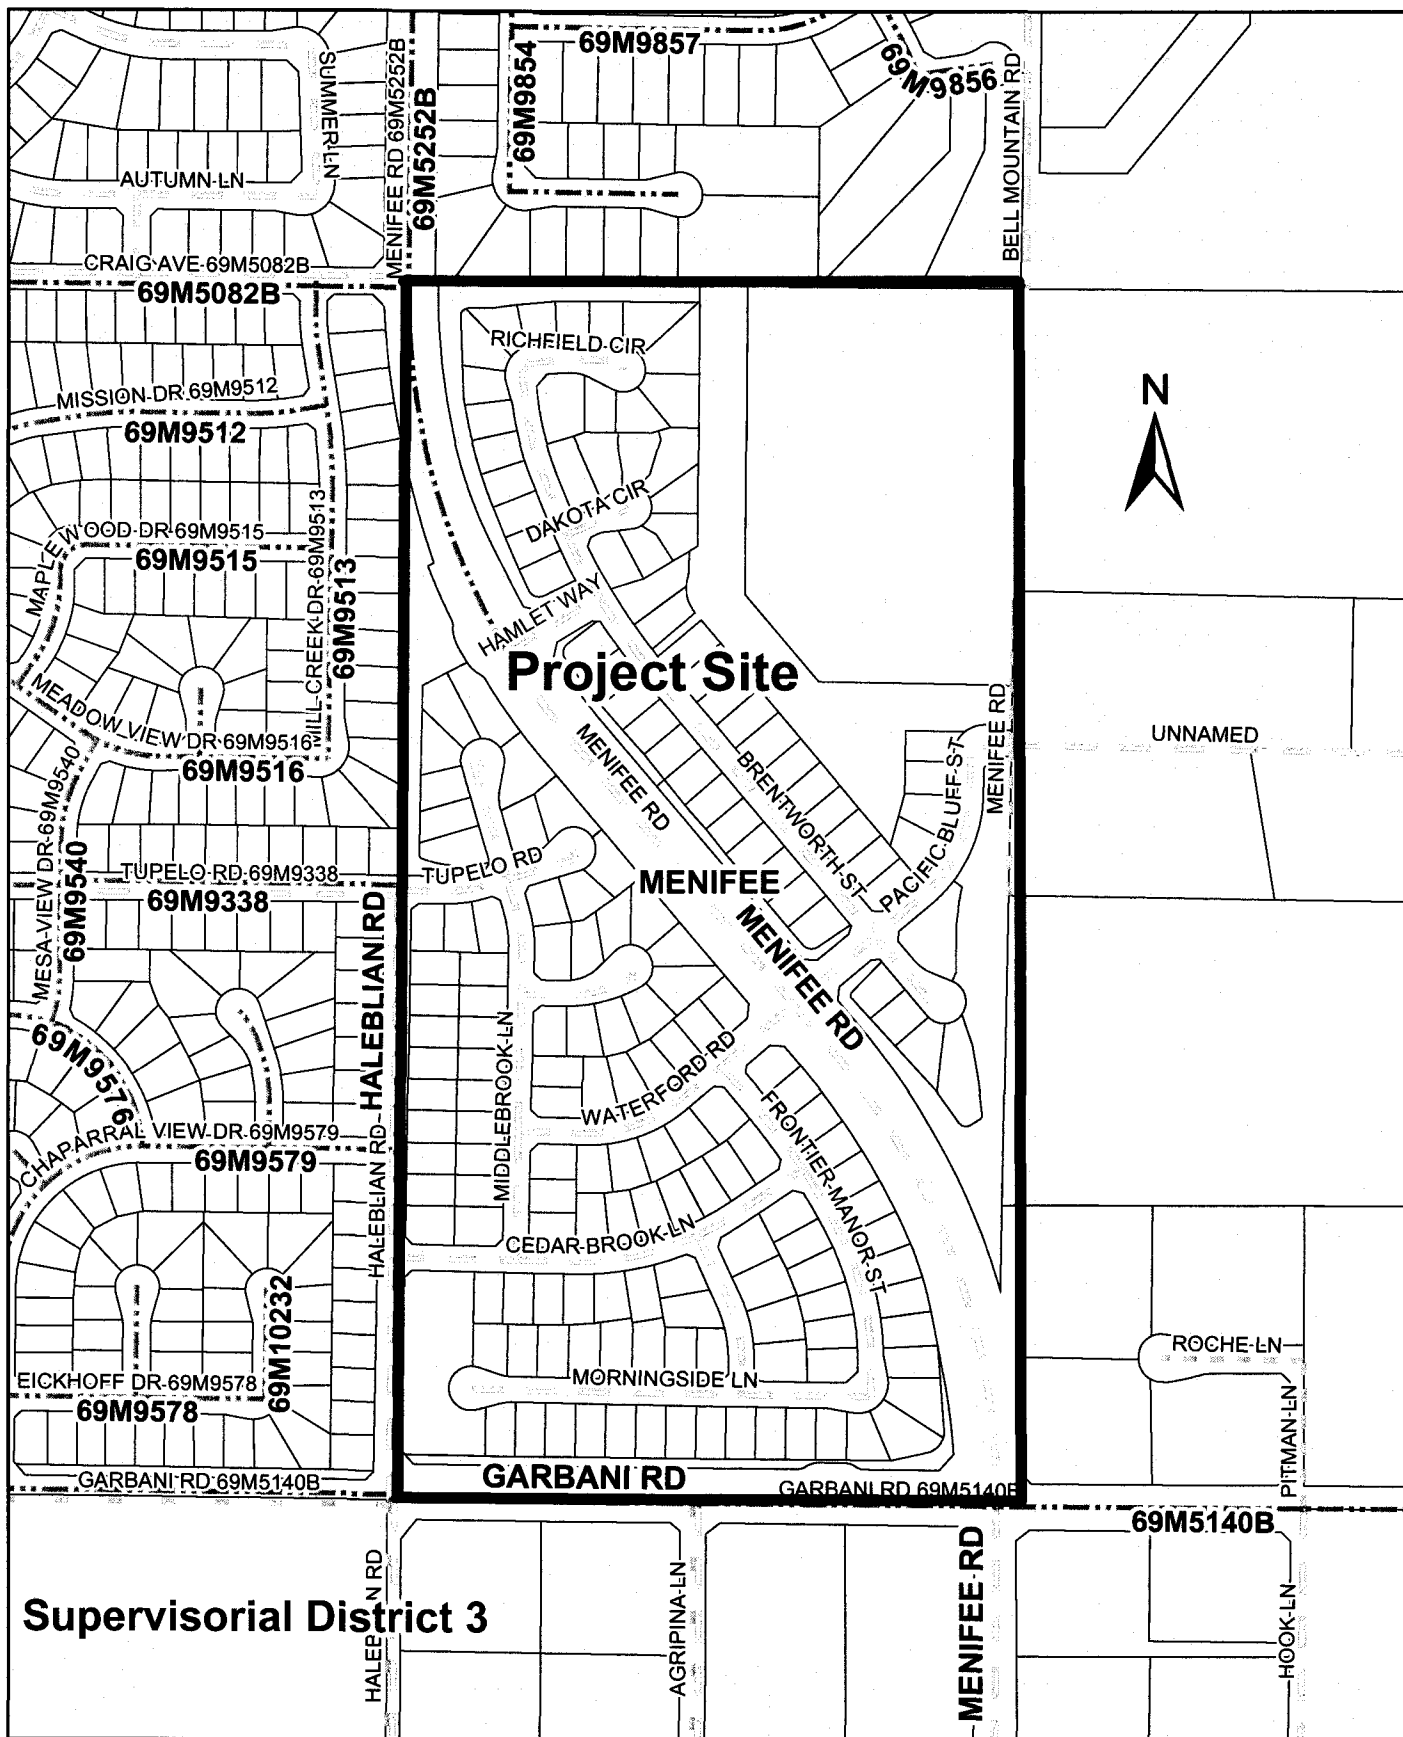 69M9857
69M9854
69M9856
SUMMER LN
MENIFEE RD 69M5252B
69M5252B
BELL MOUNTAIN RD
AUTUMN LN
CRAIG AVE 69M5082B
69M5082B
RICHFIELD CIR
N
MISSION DR 69M9512
69M9512
DAKOTA CIR
MAPLEWOOD DR 69M9515
69M9515
MILL CREEK DR 69M9513
69M9513
HAMLET WAY
Project Site
MEADOW VIEW DR 69M9516
69M9516
MENIFEE RD
BRENTWORTH ST
PACIFIC BLUFF ST
MENIFEE RD
UNNAMED
MESA VIEW DR 69M9540
69M9540
TUPELO RD 69M9338
69M9338
TUPELO RD
MENIFEE
MENIFEE RD
HALEBLIAN RD
69M9576
MIDDLEBROOK LN
WATERFORD RD
FRONTIER MANOR ST
CHAPARRAL VIEW DR 69M9579
69M9579
HALEBLIAN RD
CEDAR BROOK LN
69M10232
ROCHE LN
EICKHOFF DR 69M9578
69M9578
MORNINGSIDE LN
PITMAN LN
GARBANI RD 69M5140B
GARBANI RD
GARBANI RD 69M5140B
69M5140B
Supervisorial District 3
AGRIPINA LN
MENIFEE RD
HOOK LN